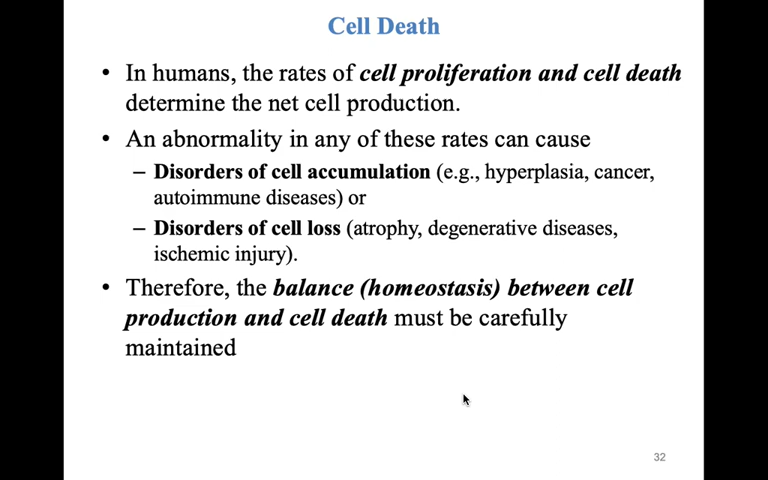 Cell Death
• In humans, the rates of cell proliferation and cell death
determine the net cell production.
• An abnormality in any of these rates can cause
– Disorders of cell accumulation (e.g., hyperplasia, cancer,
autoimmune diseases) or
– Disorders of cell loss (atrophy, degenerative diseases,
ischemic injury).
• Therefore, the balance (homeostasis) between cell
production and cell death must be carefully
maintained
32